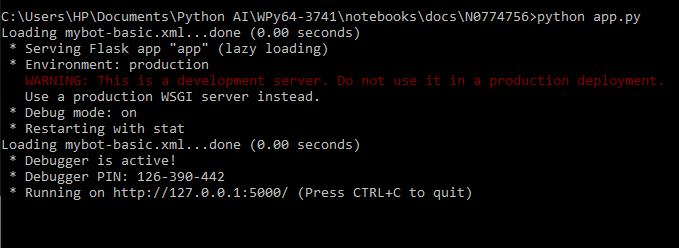 C:\Users\HP\Documents\Python AI\WPy64-3741\notebooks\docs\N0774756>python app.py
Loading mybot-basic.xml...done (0.00 seconds)
 * Serving Flask app "app" (lazy loading)
 * Environment: production
   WARNING: This is a development server. Do not use it in a production deployment.
   Use a production WSGI server instead.
 * Debug mode: on
 * Restarting with stat
Loading mybot-basic.xml...done (0.00 seconds)
 * Debugger is active!
 * Debugger PIN: 126-390-442
 * Running on http://127.0.0.1:5000/ (Press CTRL+C to quit)